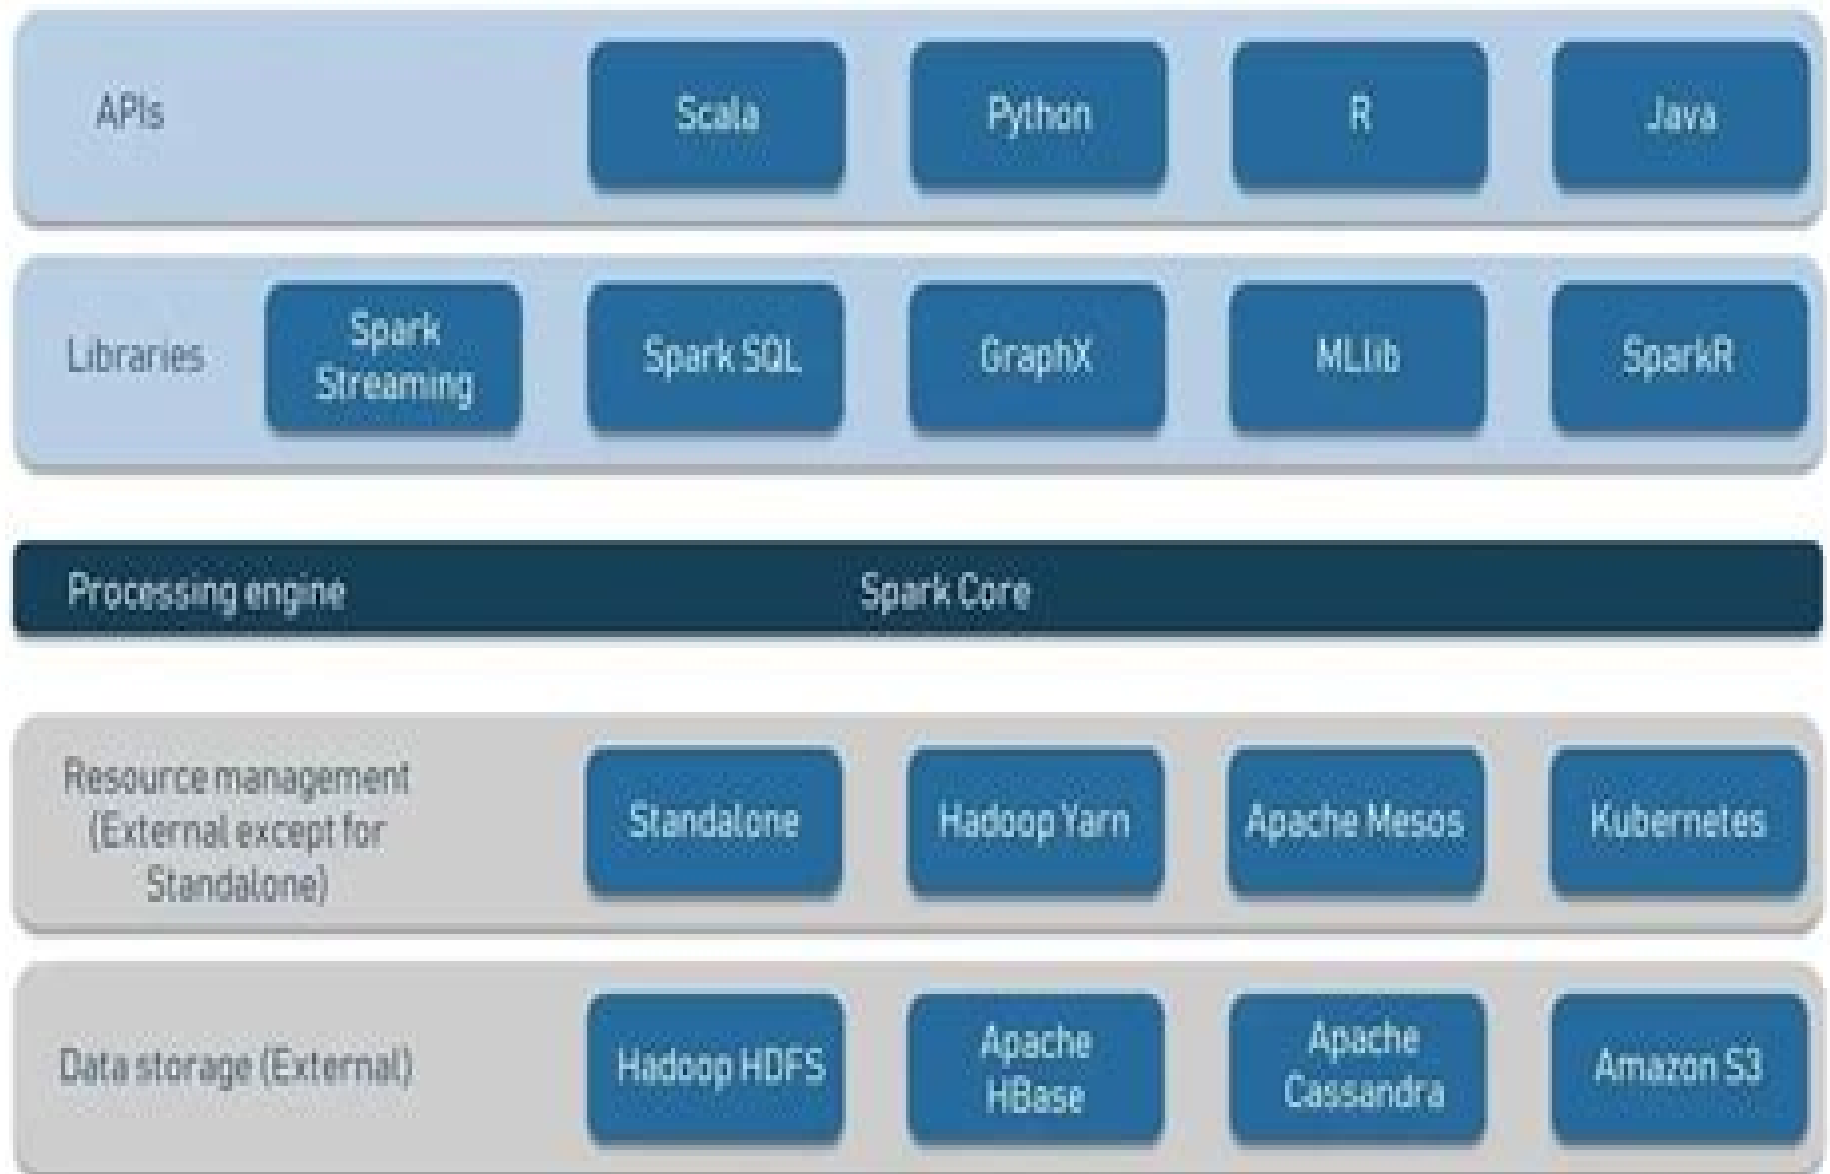 APIs
Scala
Python
R
Java
Libraries
Spark
Streaming
Spark SQL
GraphX
MLlib
SparkR
Processing engine
Spark Core
Resource management
(External except for
Standalone)
Standalone
Hadoop Yarn
Apache Mesos
Kubernetes
Data storage (External)
Hadoop HDFS
Apache
HBase
Apache
Cassandra
Amazon S3